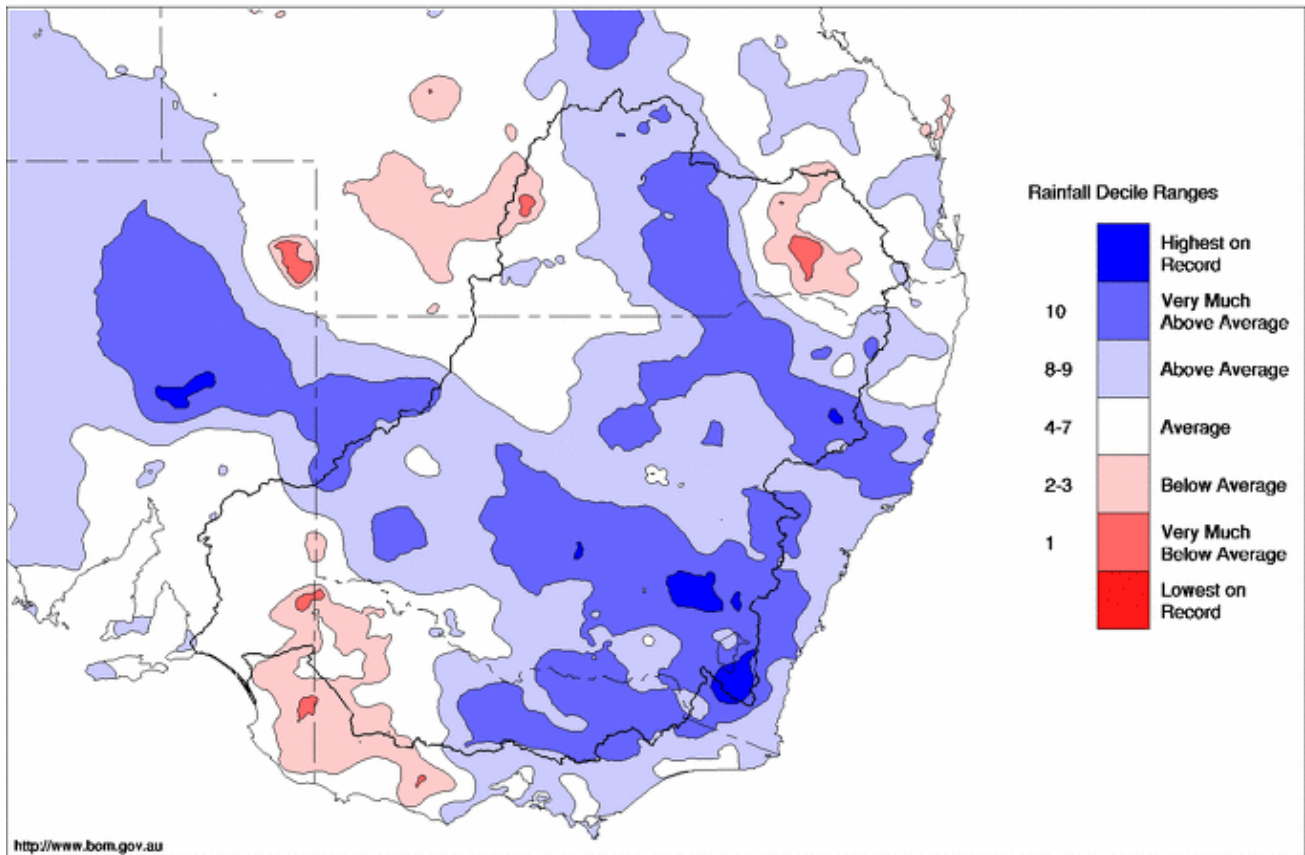 Rainfall Decile Ranges
Highest on
Record
10
Very Much
Above Average
8-9
Above Average
4-7
Average
2-3
Below Average
1
Very Much
Below Average
Lowest on
Record
http://www.bom.gov.au